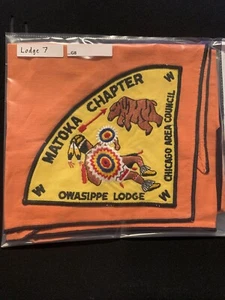 Lodge 7
MATOKA CHAPTER
CHICAGO AREA COUNCIL
OWASIPPE LODGE
W
W
W